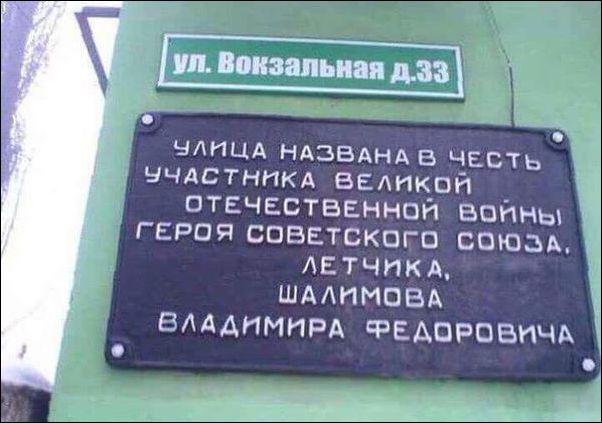 ул. Вокзальная д.33
УЛИЦА НАЗВАНА В ЧЕСТЬ
УЧАСТНИКА ВЕЛИКОЙ
ОТЕЧЕСТВЕННОЙ ВОЙНЫ
ГЕРОЯ СОВЕТСКОГО СОЮЗА,
ЛЕТЧИКА,
ШАЛИМОВА
ВЛАДИМИРА ФЕДОРОВИЧА